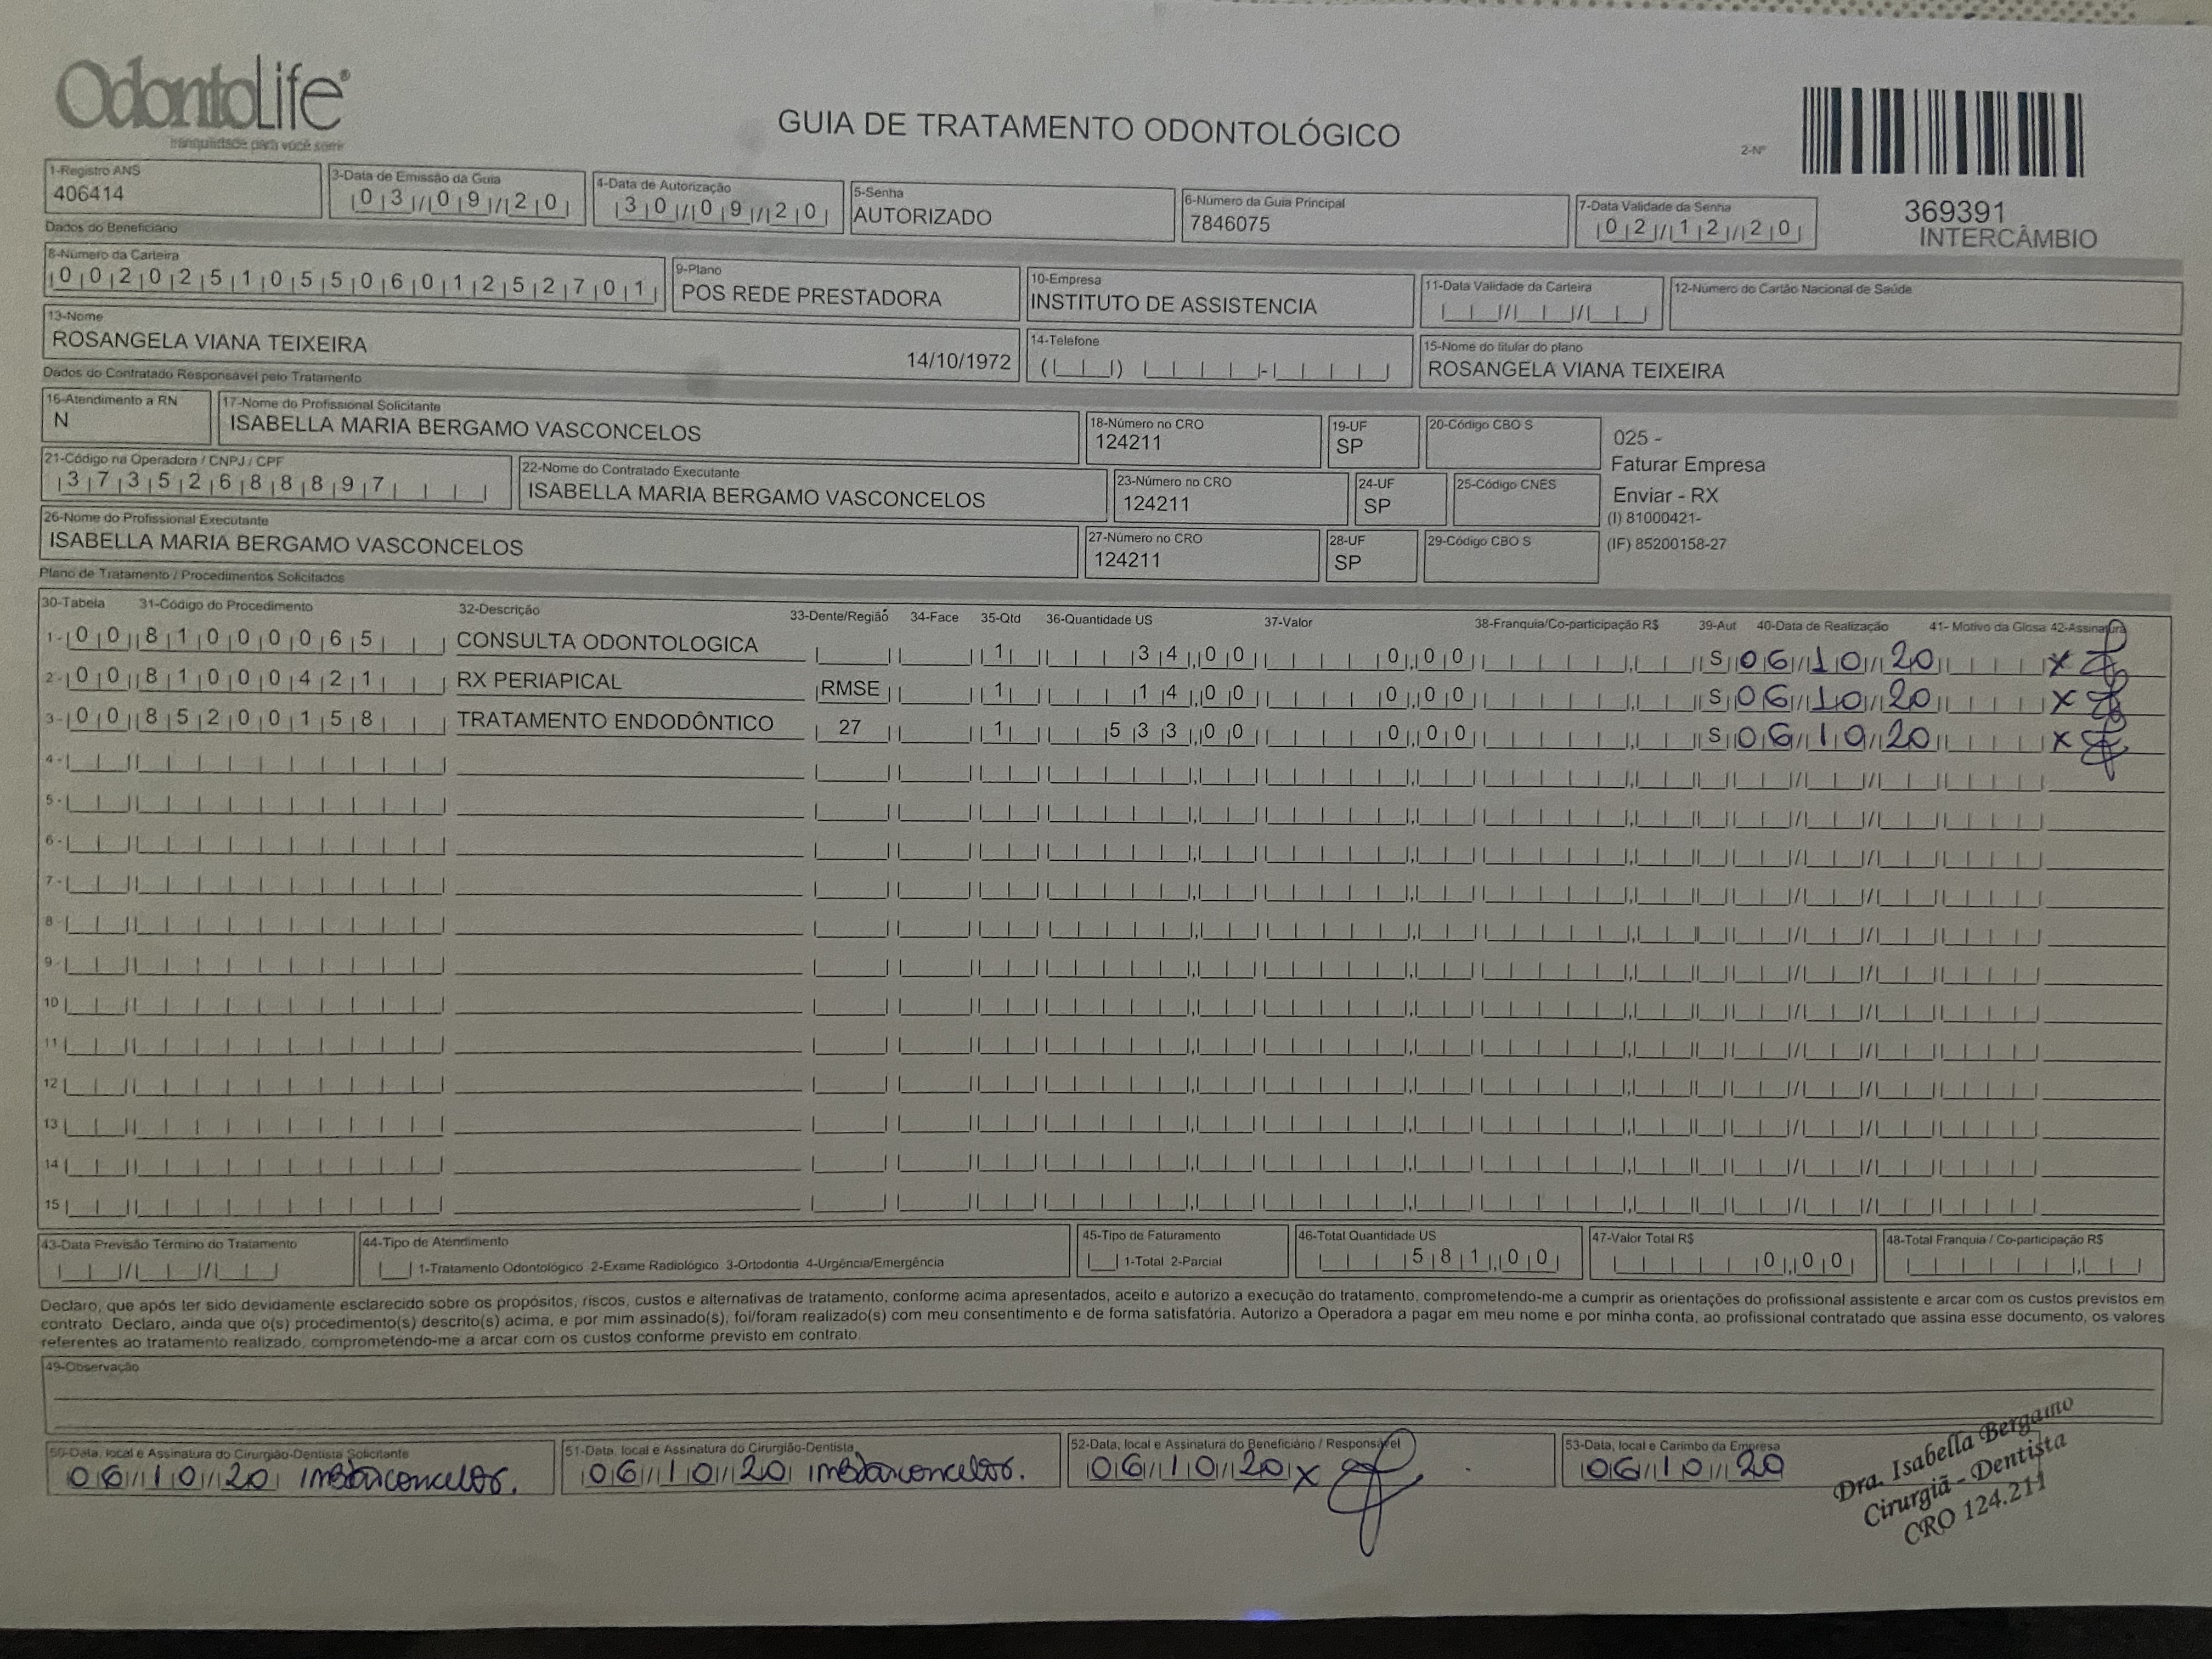 OdontoLife®
tranquilidade para você sorrir
GUIA DE TRATAMENTO ODONTOLÓGICO
2-Nº
369391
INTERCÂMBIO
1-Registro ANS
406414
3-Data de Emissão da Guia
03/09/20
4-Data de Autorização
30/09/20
5-Senha
AUTORIZADO
6-Número da Guia Principal
7846075
7-Data Validade da Senha
02/12/20
Dados do Beneficiário
8-Número da Carteira
00202510550601252701
9-Plano
POS REDE PRESTADORA
10-Empresa
INSTITUTO DE ASSISTENCIA
11-Data Validade da Carteira
12-Número do Cartão Nacional de Saúde
13-Nome
ROSANGELA VIANA TEIXEIRA 14/10/1972
14-Telefone
15-Nome do titular do plano
ROSANGELA VIANA TEIXEIRA
Dados do Contratado Responsável pelo Tratamento
16-Atendimento a RN
N
17-Nome do Profissional Solicitante
ISABELLA MARIA BERGAMO VASCONCELOS
18-Número no CRO
124211
19-UF
SP
20-Código CBO S
025 -
Faturar Empresa
Enviar - RX
(I) 81000421-
(IF) 85200158-27
21-Código na Operadora / CNPJ / CPF
37352688897
22-Nome do Contratado Executante
ISABELLA MARIA BERGAMO VASCONCELOS
23-Número no CRO
124211
24-UF
SP
25-Código CNES
26-Nome do Profissional Executante
ISABELLA MARIA BERGAMO VASCONCELOS
27-Número no CRO
124211
28-UF
SP
29-Código CBO S
Plano de Tratamento / Procedimentos Solicitados
30-Tabela 31-Código do Procedimento 32-Descrição 33-Dente/Região 34-Face 35-Qtd 36-Quantidade US 37-Valor 38-Franquia/Co-participação R$ 39-Aut 40-Data de Realização 41- Motivo da Glosa 42-Assinatura
1- 00 81000065 CONSULTA ODONTOLOGICA 1 34,00 0,00 S 06/10/20 x
2- 00 81000421 RX PERIAPICAL RMSE 1 14,00 0,00 S 06/10/20 x
3- 00 85200158 TRATAMENTO ENDODÔNTICO 27 1 533,00 0,00 S 06/10/20 x
4-
5-
6-
7-
8-
9-
10
11
12
13
14
15
43-Data Previsão Término do Tratamento
44-Tipo de Atendimento
1-Tratamento Odontológico 2-Exame Radiológico 3-Ortodontia 4-Urgência/Emergência
45-Tipo de Faturamento
1-Total 2-Parcial
46-Total Quantidade US
581,00
47-Valor Total R$
0,00
48-Total Franquia / Co-participação R$
Declaro, que após ter sido devidamente esclarecido sobre os propósitos, riscos, custos e alternativas de tratamento, conforme acima apresentados, aceito e autorizo a execução do tratamento, comprometendo-me a cumprir as orientações do profissional assistente e arcar com os custos previstos em
contrato. Declaro, ainda que o(s) procedimento(s) descrito(s) acima, e por mim assinado(s), foi/foram realizado(s) com meu consentimento e de forma satisfatória. Autorizo a Operadora a pagar em meu nome e por minha conta, ao profissional contratado que assina esse documento, os valores
referentes ao tratamento realizado, comprometendo-me a arcar com os custos conforme previsto em contrato.
49-Observação
50-Data, local e Assinatura do Cirurgião-Dentista Solicitante
06/10/20 imbvasconcelos.
51-Data, local e Assinatura do Cirurgião-Dentista
06/10/20 imbvasconcelos.
52-Data, local e Assinatura do Beneficiário / Responsável
06/10/20 x
53-Data, local e Carimbo da Empresa
06/10/20
Dra. Isabella Bergamo
Cirurgiã - Dentista
CRO 124.211